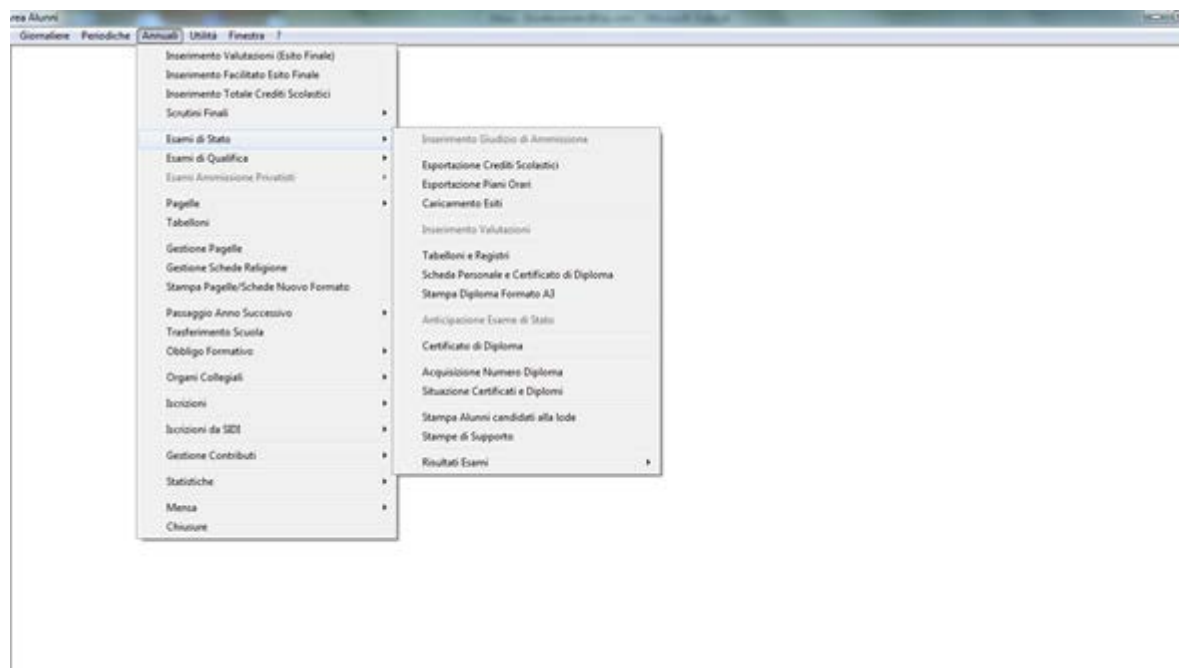 rea Alunni
Giornaliere Periodiche Annuali Utilità Finestra ?
Inserimento Valutazioni (Esito Finale)
Inserimento Facilitato Esito Finale
Inserimento Totale Crediti Scolastici
Scrutini Finali
Esami di Stato
Esami di Qualifica
Esami Ammissione Privatisti
Pagelle
Tabelloni
Gestione Pagelle
Gestione Schede Religione
Stampa Pagelle/Schede Nuovo Formato
Passaggio Anno Successivo
Trasferimento Scuola
Obbligo Formativo
Organi Collegiali
Iscrizioni
Iscrizioni da SIDI
Gestione Contributi
Statistiche
Mensa
Chiusure
Inserimento Giudizio di Ammissione
Esportazione Crediti Scolastici
Esportazione Piani Orari
Caricamento Esiti
Inserimento Valutazioni
Tabelloni e Registri
Scheda Personale e Certificato di Diploma
Stampa Diploma Formato A3
Anticipazione Esame di Stato
Certificato di Diploma
Acquisizione Numero Diploma
Situazione Certificati e Diplomi
Stampa Alunni candidati alla lode
Stampe di Supporto
Risultati Esami